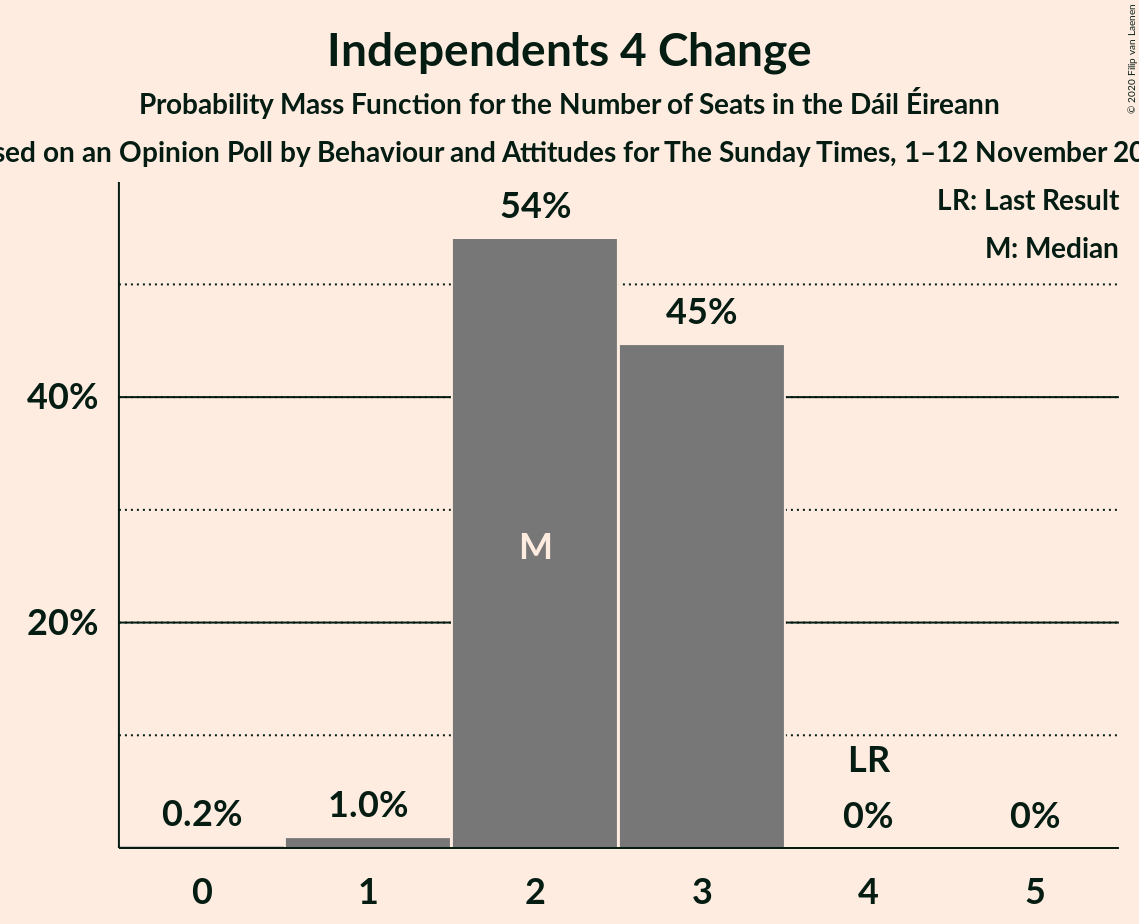 Independents 4 Change
Probability Mass Function for the Number of Seats in the Dáil Éireann
on an Opinion Poll by Behaviour and Attitudes for The Sunday Times, 1–12 November
© 2020 Filip van Laenen
LR: Last Result
M: Median
54%
45%
40%
M
20%
LR
0.2%
1.0%
0%
0%
0
1
2
3
4
5